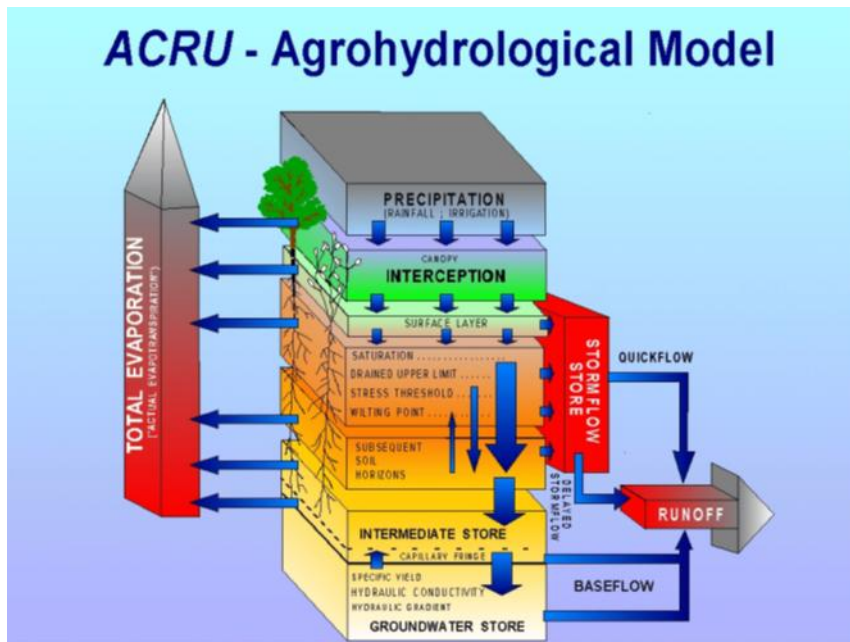 ACRU - Agrohydrological Model
PRECIPITATION
(RAINFALL ; IRRIGATION)
CANOPY
INTERCEPTION
SURFACE LAYER
SATURATION ................
DRAINED UPPER LIMIT ......
STRESS THRESHOLD .......
WILTING POINT ........
SUBSEQUENT
SOIL
HORIZONS
INTERMEDIATE STORE
CAPILLARY FRINGE
SPECIFIC YIELD
HYDRAULIC CONDUCTIVITY
HYDRAULIC GRADIENT
GROUNDWATER STORE
TOTAL EVAPORATION
("ACTUAL EVAPOTRANSPIRATION")
STORMFLOW
STORE
QUICKFLOW
DELAYED
STORMFLOW
RUNOFF
BASEFLOW